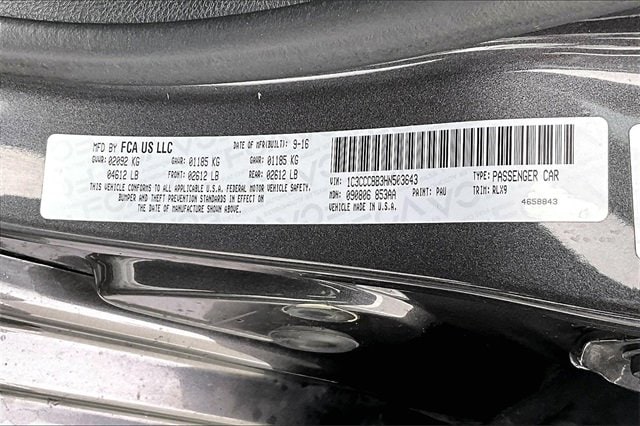 MFD BY FCA US LLC DATE OF MFR(BUILT): 9-16
GVWR: 02092 KG GAWR: 01185 KG GAWR: 01185 KG
04612 LB FRONT: 02612 LB REAR: 02612 LB
THIS VEHICLE CONFORMS TO ALL APPLICABLE U.S.A. FEDERAL MOTOR VEHICLE SAFETY,
BUMPER AND THEFT PREVENTION STANDARDS IN EFFECT ON
THE DATE OF MANUFACTURE SHOWN ABOVE.
VIN: 1C3CCCBB3HN503643 TYPE: PASSENGER CAR
MDH: 090806 853AA PAINT: PAU TRIM: RLX9
VEHICLE MADE IN U.S.A. 4658843